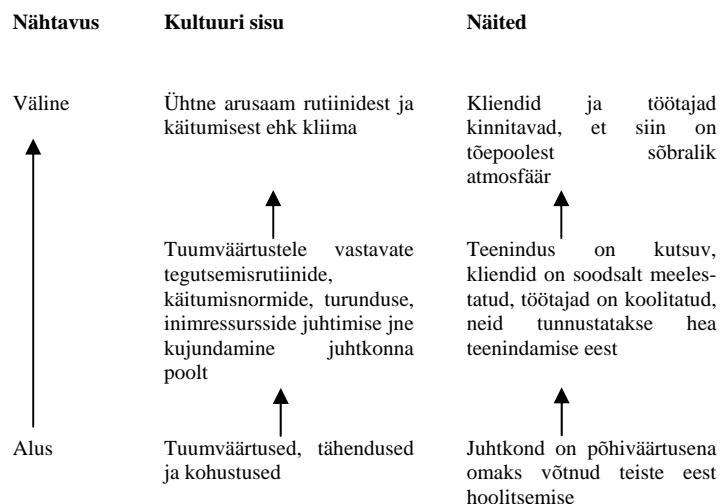 Nähtavus Kultuuri sisu Näited
Väline Ühtne arusaam rutiinidest ja Kliendid ja töötajad
käitumisest ehk kliima kinnitavad, et siin on
tõepoolest sõbralik
atmosfäär
Tuumväärtustele vastavate Teenindus on kutsuv,
tegutsemisrutiinide, kliendid on soodsalt meeles-
käitumisnormide, turunduse, tatud, töötajad on koolitatud,
inimressursside juhtimise jne neid tunnustatakse hea
kujundamine juhtkonna teenindamise eest
poolt
Alus Tuumväärtused, tähendused Juhtkond on põhiväärtusena
ja kohustused omaks võtnud teiste eest
hoolitsemise